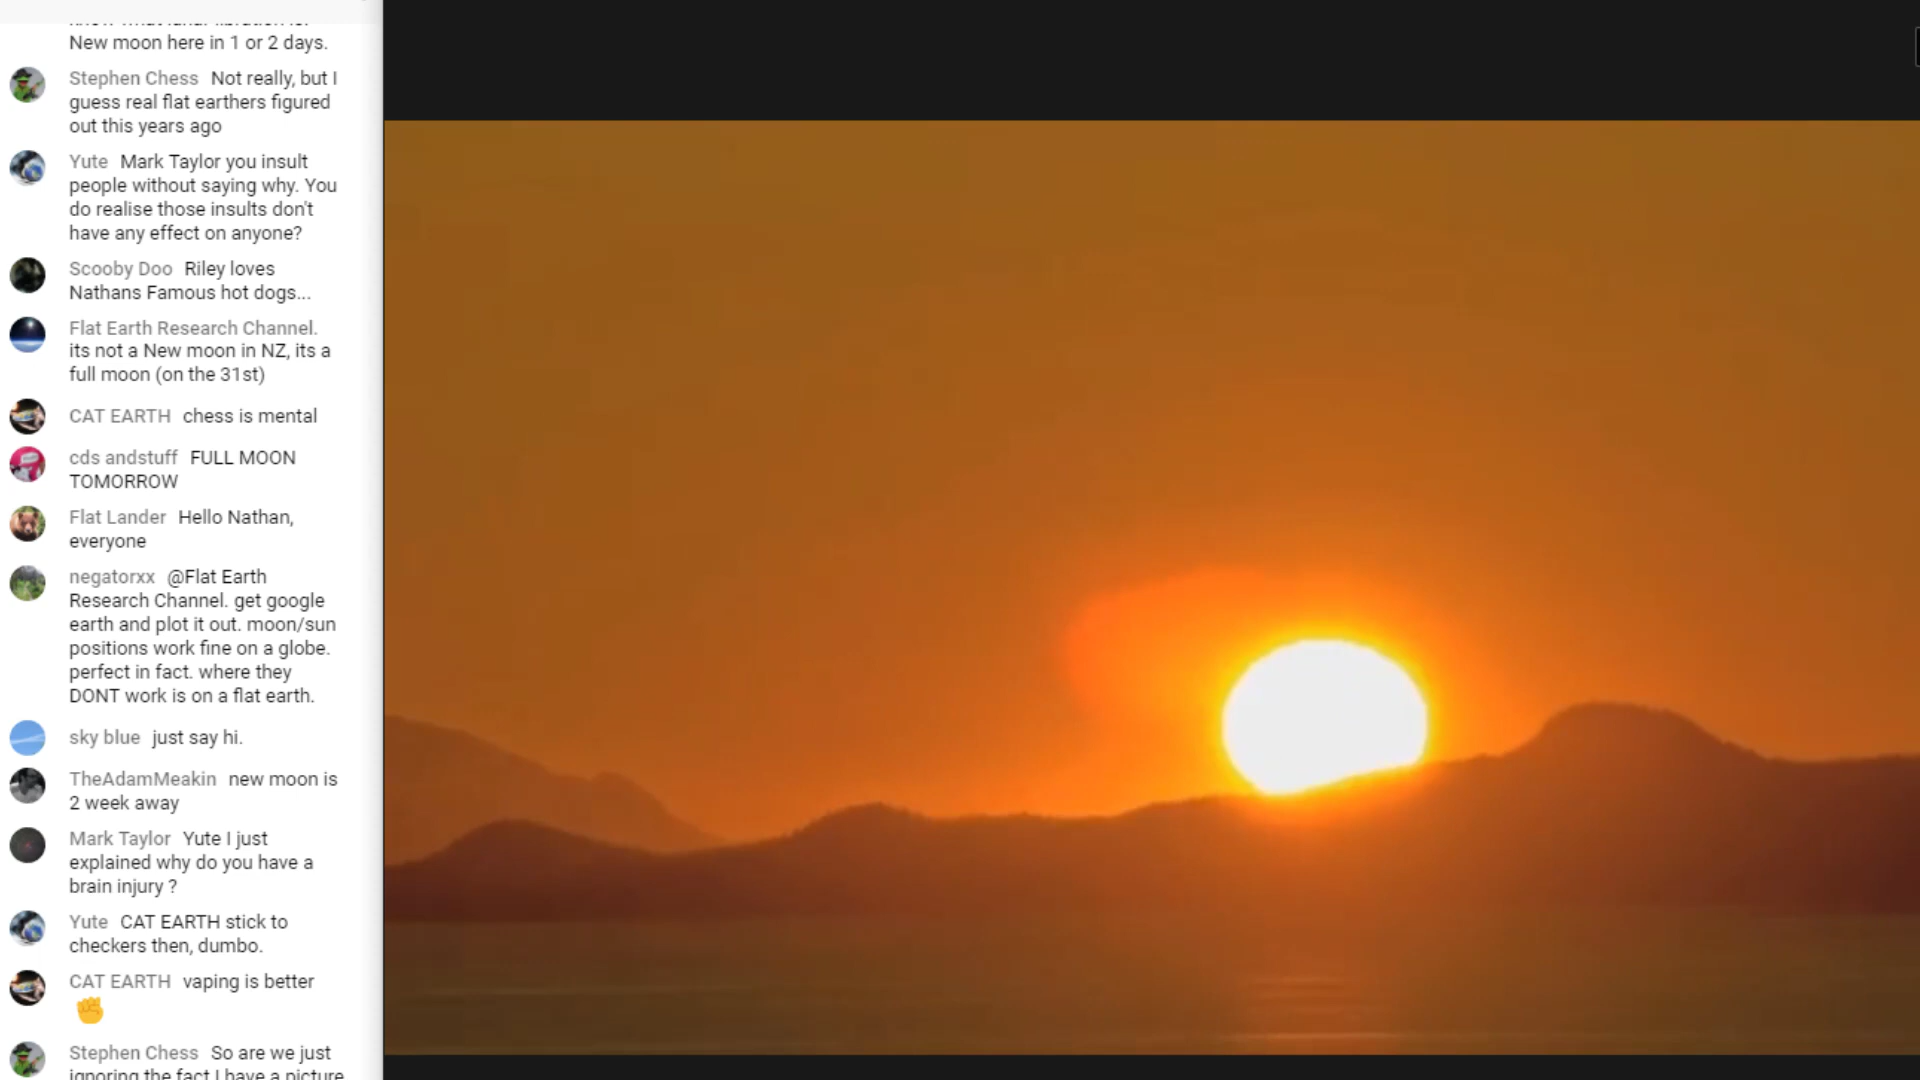 New moon here in 1 or 2 days.
Stephen Chess Not really, but I
guess real flat earthers figured
out this years ago
Yute Mark Taylor you insult
people without saying why. You
do realise those insults don't
have any effect on anyone?
Scooby Doo Riley loves
Nathans Famous hot dogs...
Flat Earth Research Channel.
its not a New moon in NZ, its a
full moon (on the 31st)
CAT EARTH chess is mental
cds andstuff FULL MOON
TOMORROW
Flat Lander Hello Nathan,
everyone
negatorxx @Flat Earth
Research Channel. get google
earth and plot it out. moon/sun
positions work fine on a globe.
perfect in fact. where they
DONT work is on a flat earth.
sky blue just say hi.
TheAdamMeakin new moon is
2 week away
Mark Taylor Yute I just
explained why do you have a
brain injury ?
Yute CAT EARTH stick to
checkers then, dumbo.
CAT EARTH vaping is better
✊
Stephen Chess So are we just
ignoring the fact I have a picture